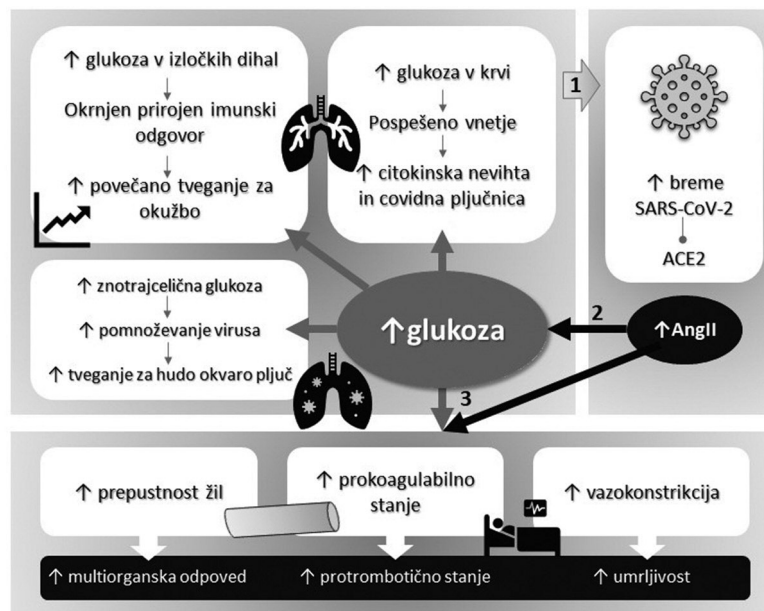 ↑ glukoza v izločkih dihal
Okrnjen prirojen imunski
odgovor
↑ povečano tveganje za
okužbo
↑ glukoza v krvi
Pospešeno vnetje
↑ citokinska nevihta
in covidna pljučnica
1
↑ breme
SARS-CoV-2
ACE2
↑ znotrajcelična glukoza
↑ pomnoževanje virusa
↑ tveganje za hudo okvaro pljuč
↑glukoza
2
↑ AngII
3
↑ prepustnost žil
↑ prokoagulabilno
stanje
↑ vazokonstrikcija
↑ multiorganska odpoved
↑ protrombotično stanje
↑ umrljivost